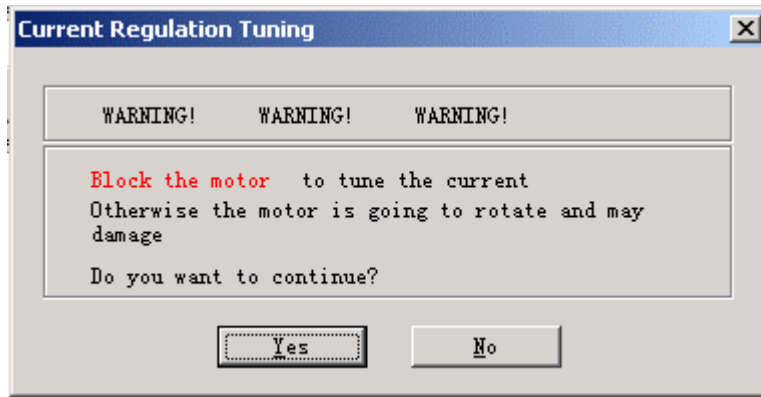 Current Regulation Tuning
WARNING! WARNING! WARNING!
Block the motor to tune the current
Otherwise the motor is going to rotate and may
damage
Do you want to continue?
Yes No